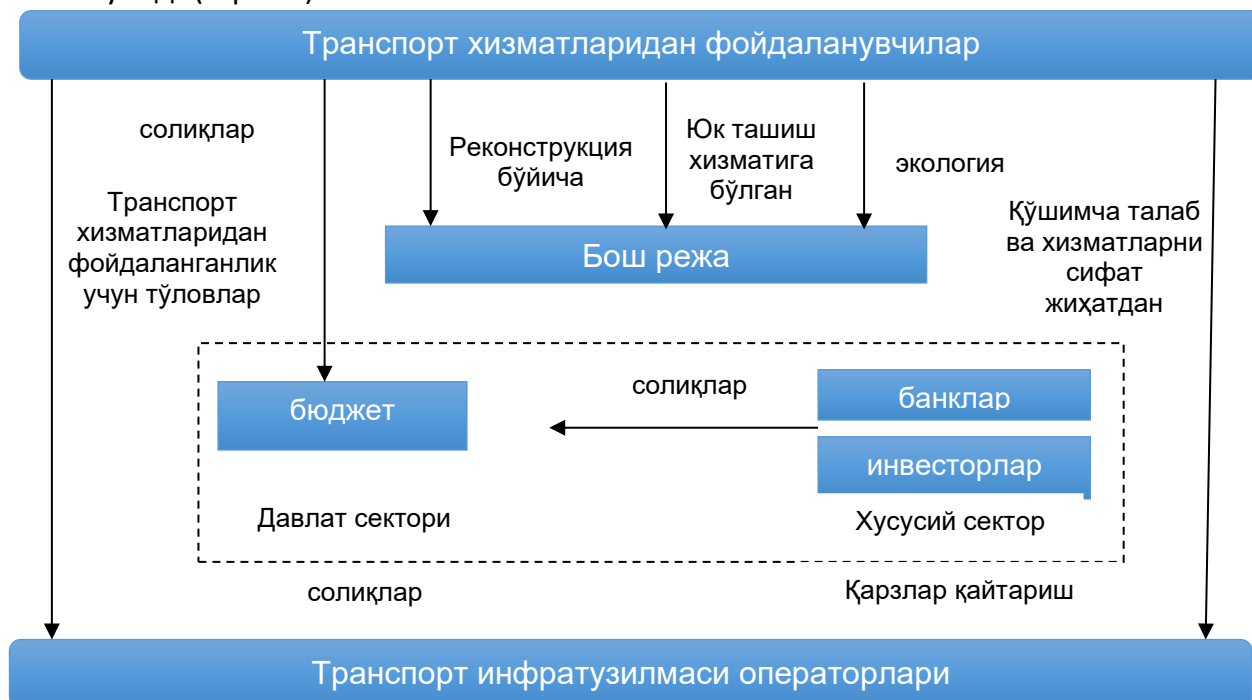 Транспорт хизматларидан фойдаланувчилар
солиқлар
Реконструкция
бўйича
Юк ташиш
хизматига
бўлган
экология
Транспорт
хизматларидан
фойдаланганлик
учун тўловлар
Қўшимча талаб
ва хизматларни
сифат
жиҳатдан
Бош режа
бюджет
солиқлар
банклар
инвесторлар
Давлат сектори
Хусусий сектор
солиқлар
Қарзлар қайтариш
Транспорт инфратузилмаси операторлари